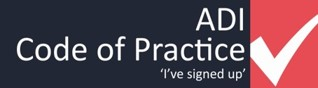 ADI
Code of Practice
‘I’ve signed up’